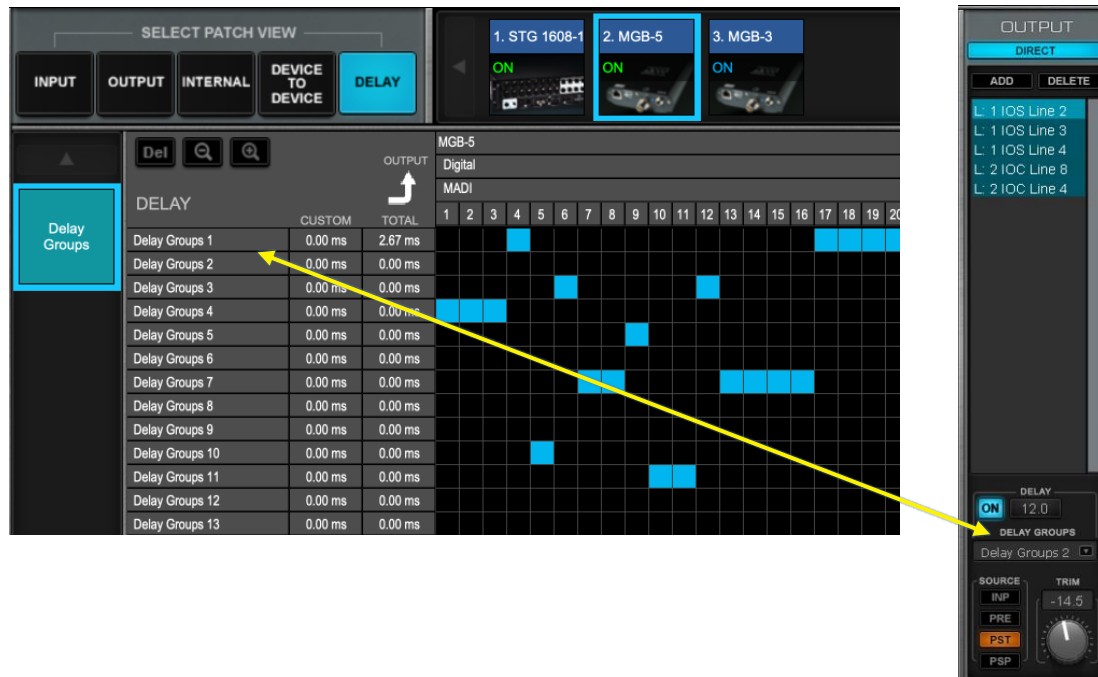 SELECT PATCH VIEW
INPUT
OUTPUT
INTERNAL
DEVICE
TO
DEVICE
DELAY
1. STG 1608-1
ON
2. MGB-5
ON
3. MGB-3
ON
Delay
Groups
Del
OUTPUT
DELAY
CUSTOM TOTAL
MGB-5
Digital
MADI
1 2 3 4 5 6 7 8 9 10 11 12 13 14 15 16 17 18 19 20
Delay Groups 1 0.00 ms 2.67 ms
Delay Groups 2 0.00 ms 0.00 ms
Delay Groups 3 0.00 ms 0.00 ms
Delay Groups 4 0.00 ms 0.00 ms
Delay Groups 5 0.00 ms 0.00 ms
Delay Groups 6 0.00 ms 0.00 ms
Delay Groups 7 0.00 ms 0.00 ms
Delay Groups 8 0.00 ms 0.00 ms
Delay Groups 9 0.00 ms 0.00 ms
Delay Groups 10 0.00 ms 0.00 ms
Delay Groups 11 0.00 ms 0.00 ms
Delay Groups 12 0.00 ms 0.00 ms
Delay Groups 13 0.00 ms 0.00 ms
OUTPUT
DIRECT
ADD DELETE
L: 1 IOS Line 2
L: 1 IOS Line 3
L: 1 IOS Line 4
L: 2 IOC Line 8
L: 2 IOC Line 4
DELAY
ON 12.0
DELAY GROUPS
Delay Groups 2
SOURCE TRIM
INP
-14.5
PRE
PST
PSP